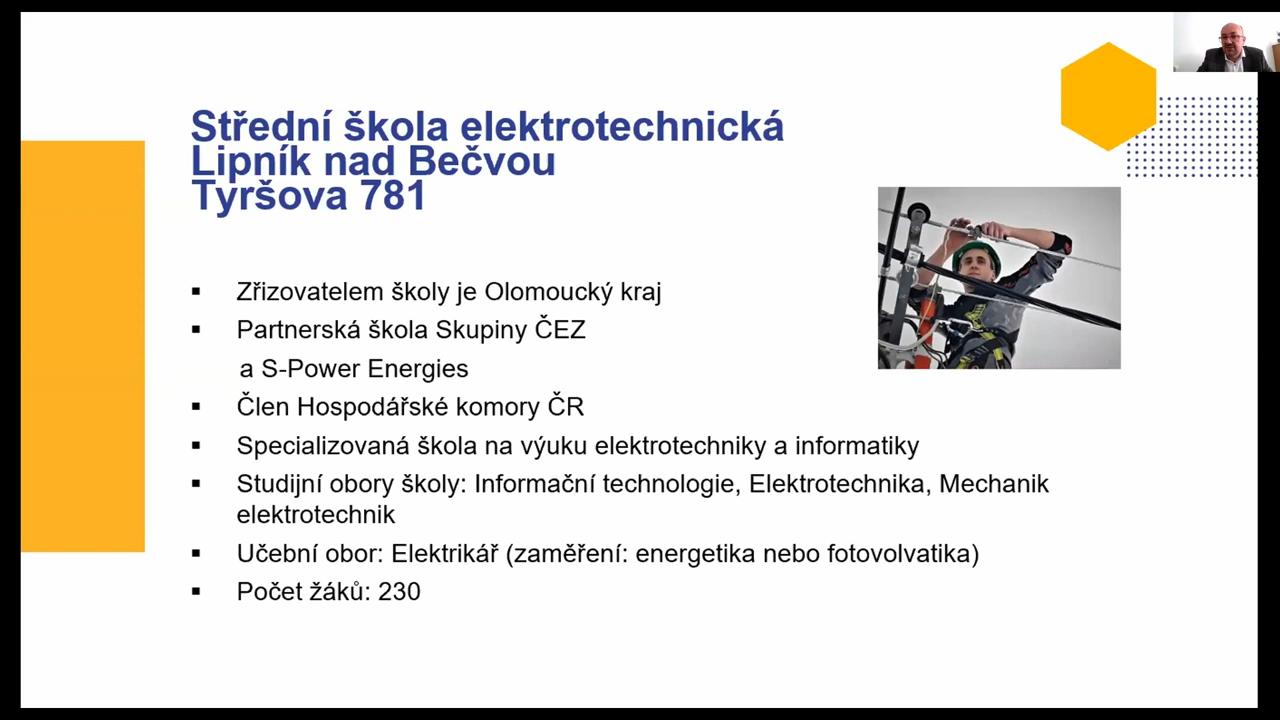 Střední škola elektrotechnická
Lipník nad Bečvou
Tyršova 781
▪ Zřizovatelem školy je Olomoucký kraj
▪ Partnerská škola Skupiny ČEZ
a S-Power Energies
▪ Člen Hospodářské komory ČR
▪ Specializovaná škola na výuku elektrotechniky a informatiky
▪ Studijní obory školy: Informační technologie, Elektrotechnika, Mechanik
elektrotechnik
▪ Učební obor: Elektrikář (zaměření: energetika nebo fotovolvatika)
▪ Počet žáků: 230